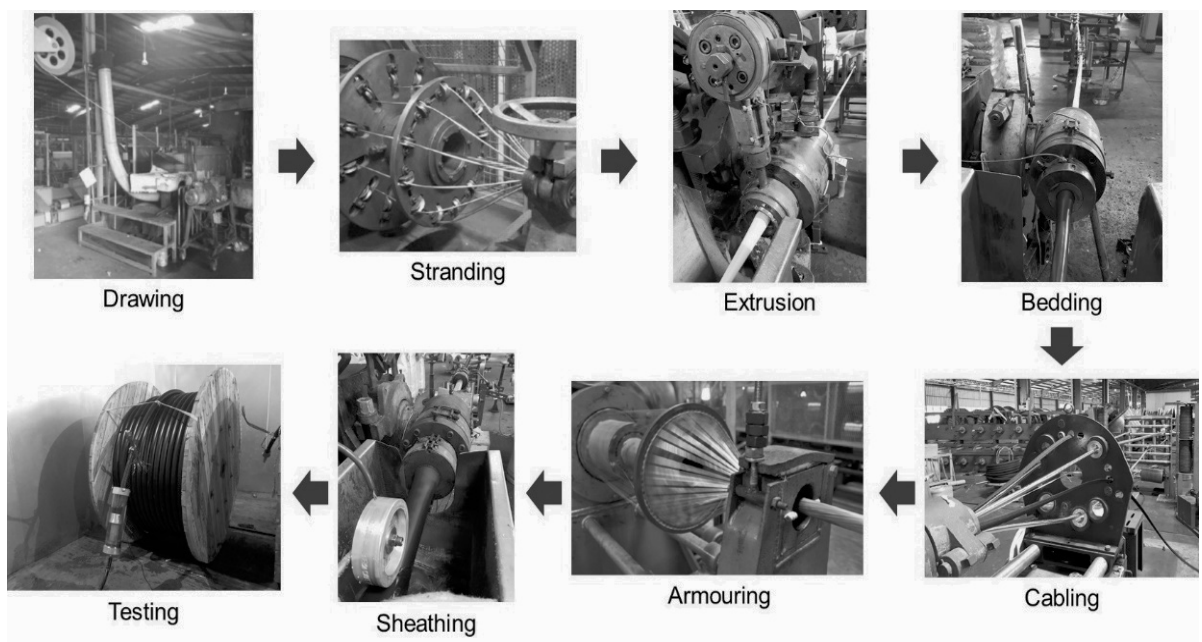 Drawing
Stranding
Extrusion
Bedding
Cabling
Armouring
Sheathing
Testing